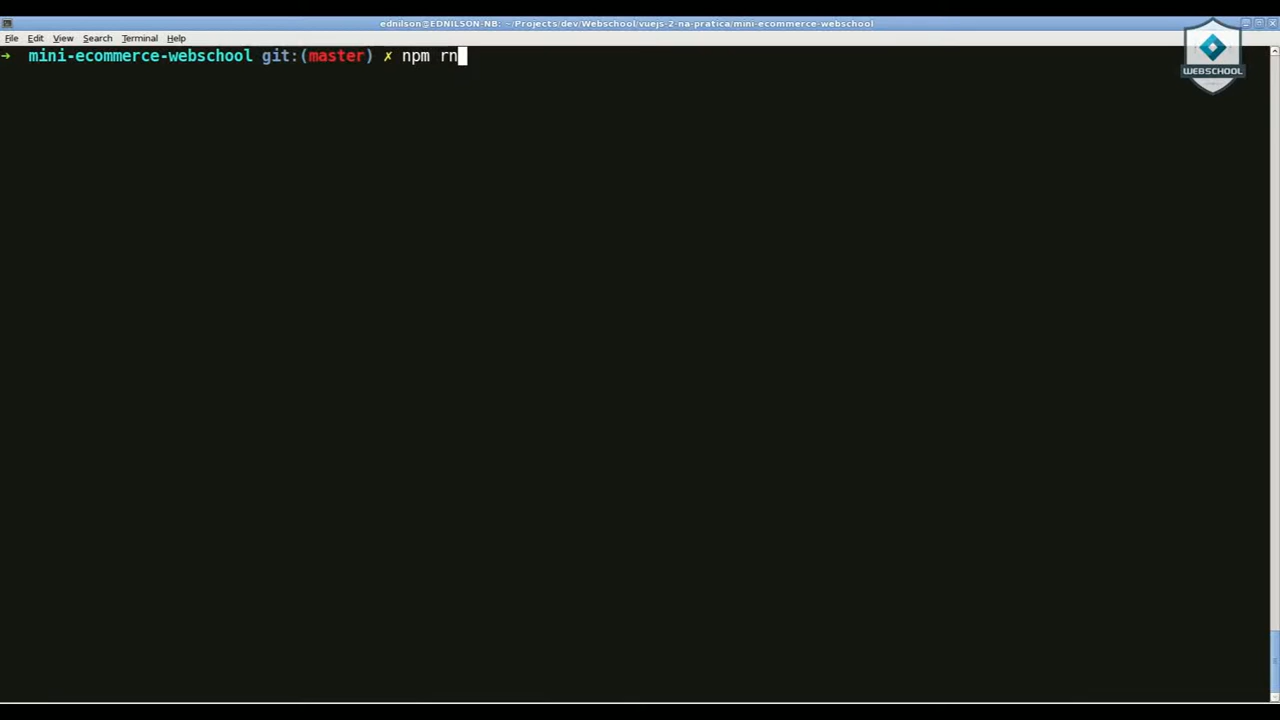 ednilson@EDNILSON-NB: ~/Projects/dev/Webschool/vuejs-2-na-pratica/mini-ecommerce-webschool
File Edit View Search Terminal Help
➜ mini-ecommerce-webschool git:(master) ✗ npm rn
WEBSCHOOL